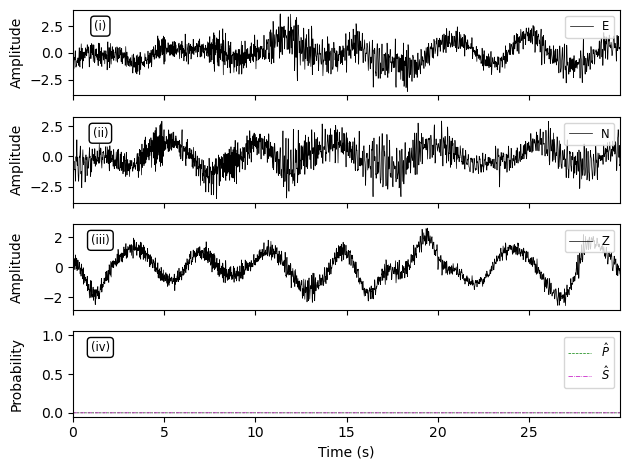 (i)
E
Amplitude
2.5
0.0
−2.5
(ii)
N
Amplitude
2.5
0.0
−2.5
(iii)
Z
Amplitude
2
0
−2
(iv)
P̂
Ŝ
Probability
1.0
0.5
0.0
0 5 10 15 20 25
Time (s)